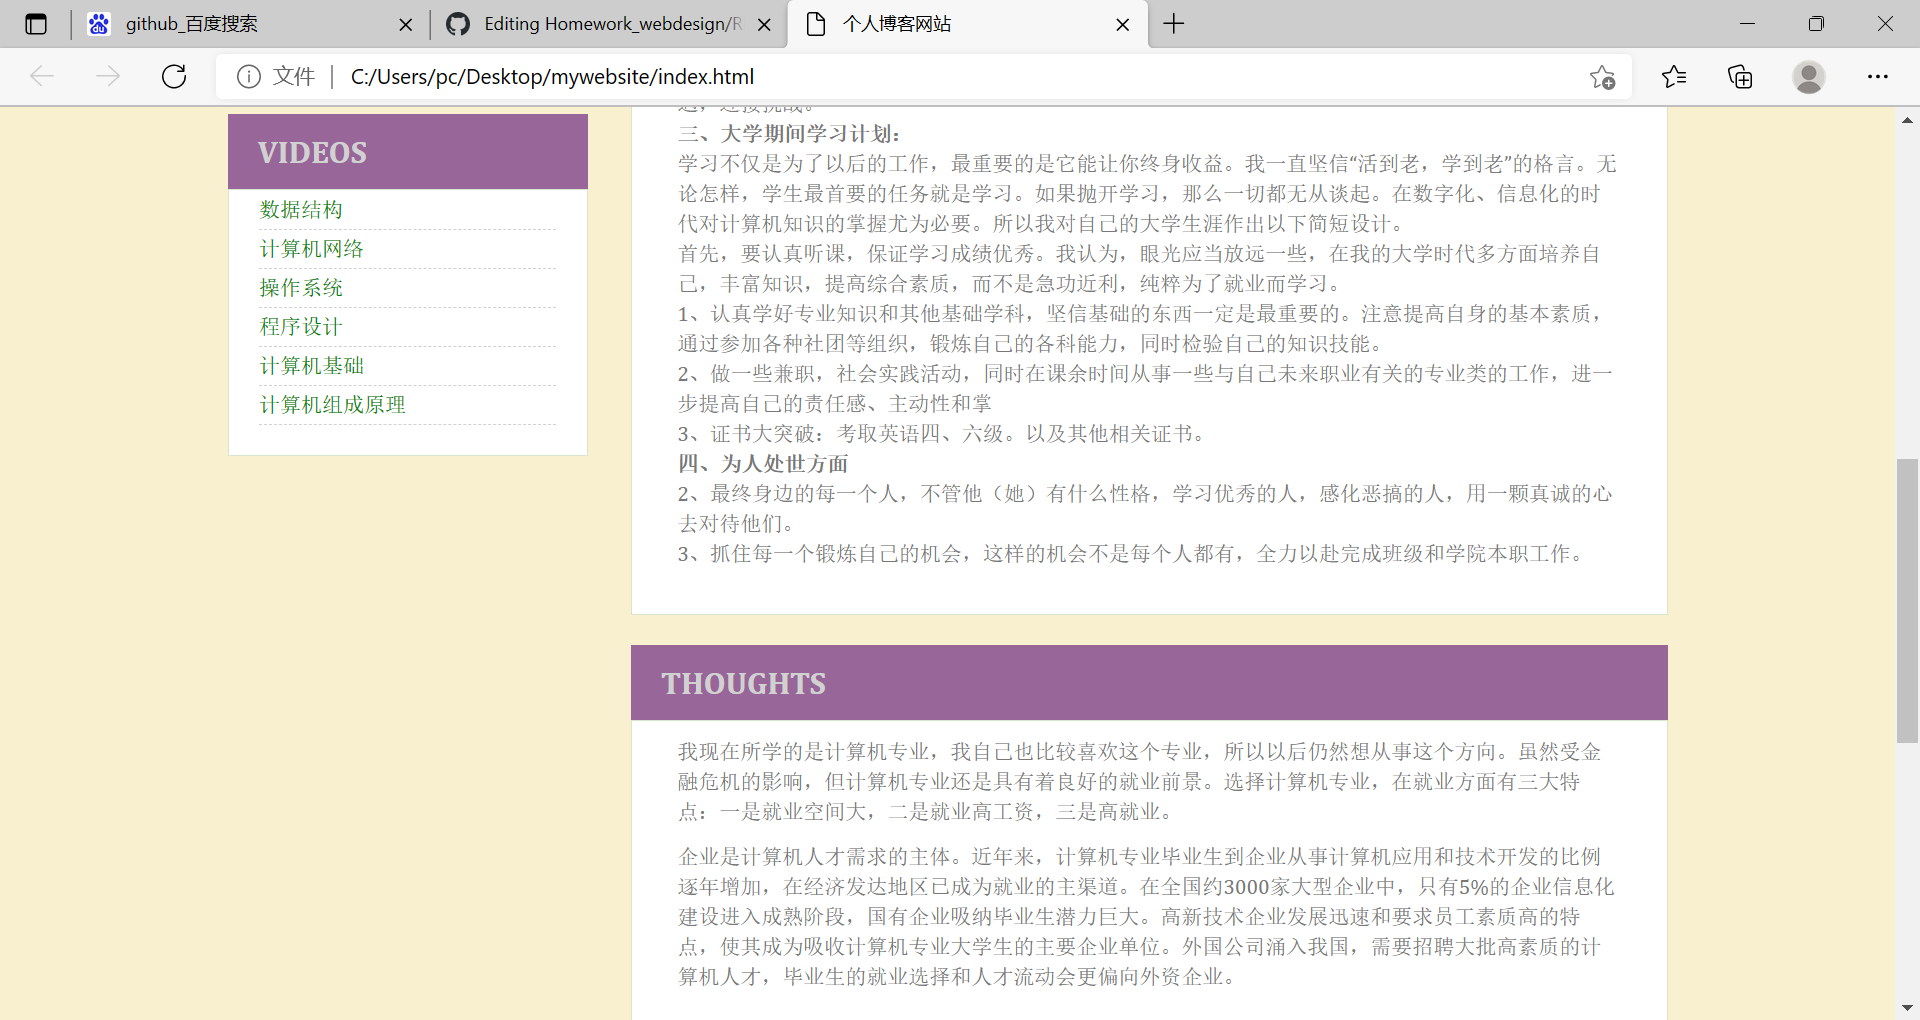 github_百度搜索
Editing Homework_webdesign/R
个人博客网站
文件
C:/Users/pc/Desktop/mywebsite/index.html
VIDEOS
数据结构
计算机网络
操作系统
程序设计
计算机基础
计算机组成原理
三、大学期间学习计划：
学习不仅是为了以后的工作，最重要的是它能让你终身收益。我一直坚信“活到老，学到老”的格言。无
论怎样，学生最首要的任务就是学习。如果抛开学习，那么一切都无从谈起。在数字化、信息化的时
代对计算机知识的掌握尤为必要。所以我对自己的大学生涯作出以下简短设计。
首先，要认真听课，保证学习成绩优秀。我认为，眼光应当放远一些，在我的大学时代多方面培养自
己，丰富知识，提高综合素质，而不是急功近利，纯粹为了就业而学习。
1、认真学好专业知识和其他基础学科，坚信基础的东西一定是最重要的。注意提高自身的基本素质，
通过参加各种社团等组织，锻炼自己的各科能力，同时检验自己的知识技能。
2、做一些兼职，社会实践活动，同时在课余时间从事一些与自己未来职业有关的专业类的工作，进一
步提高自己的责任感、主动性和掌
3、证书大突破：考取英语四、六级。以及其他相关证书。
四、为人处世方面
2、最终身边的每一个人，不管他（她）有什么性格，学习优秀的人，感化恶搞的人，用一颗真诚的心
去对待他们。
3、抓住每一个锻炼自己的机会，这样的机会不是每个人都有，全力以赴完成班级和学院本职工作。
THOUGHTS
我现在所学的是计算机专业，我自己也比较喜欢这个专业，所以以后仍然想从事这个方向。虽然受金
融危机的影响，但计算机专业还是具有着良好的就业前景。选择计算机专业，在就业方面有三大特
点：一是就业空间大，二是就业高工资，三是高就业。
企业是计算机人才需求的主体。近年来，计算机专业毕业生到企业从事计算机应用和技术开发的比例
逐年增加，在经济发达地区已成为就业的主渠道。在全国约3000家大型企业中，只有5%的企业信息化
建设进入成熟阶段，国有企业吸纳毕业生潜力巨大。高新技术企业发展迅速和要求员工素质高的特
点，使其成为吸收计算机专业大学生的主要企业单位。外国公司涌入我国，需要招聘大批高素质的计
算机人才，毕业生的就业选择和人才流动会更偏向外资企业。